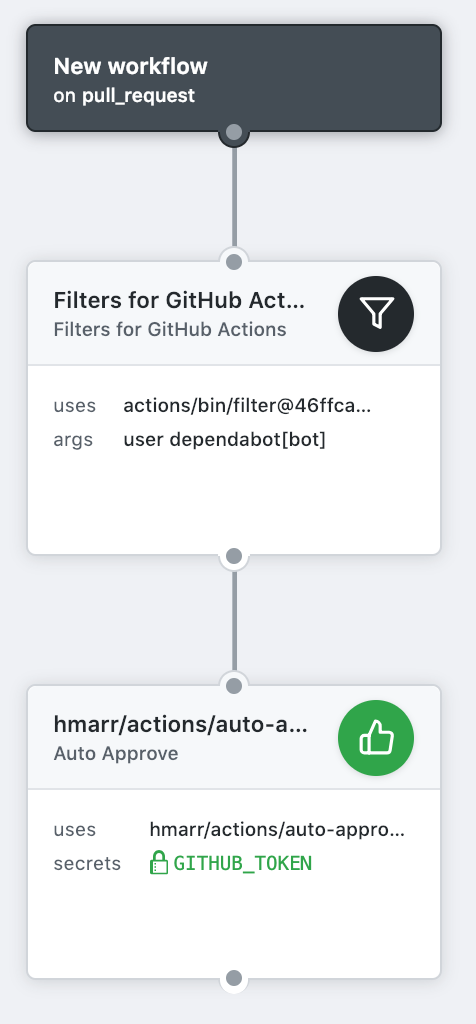 New workflow
on pull_request
Filters for GitHub Act...
Filters for GitHub Actions
uses actions/bin/filter@46ffca...
args user dependabot[bot]
hmarr/actions/auto-a...
Auto Approve
uses hmarr/actions/auto-appro...
secrets GITHUB_TOKEN